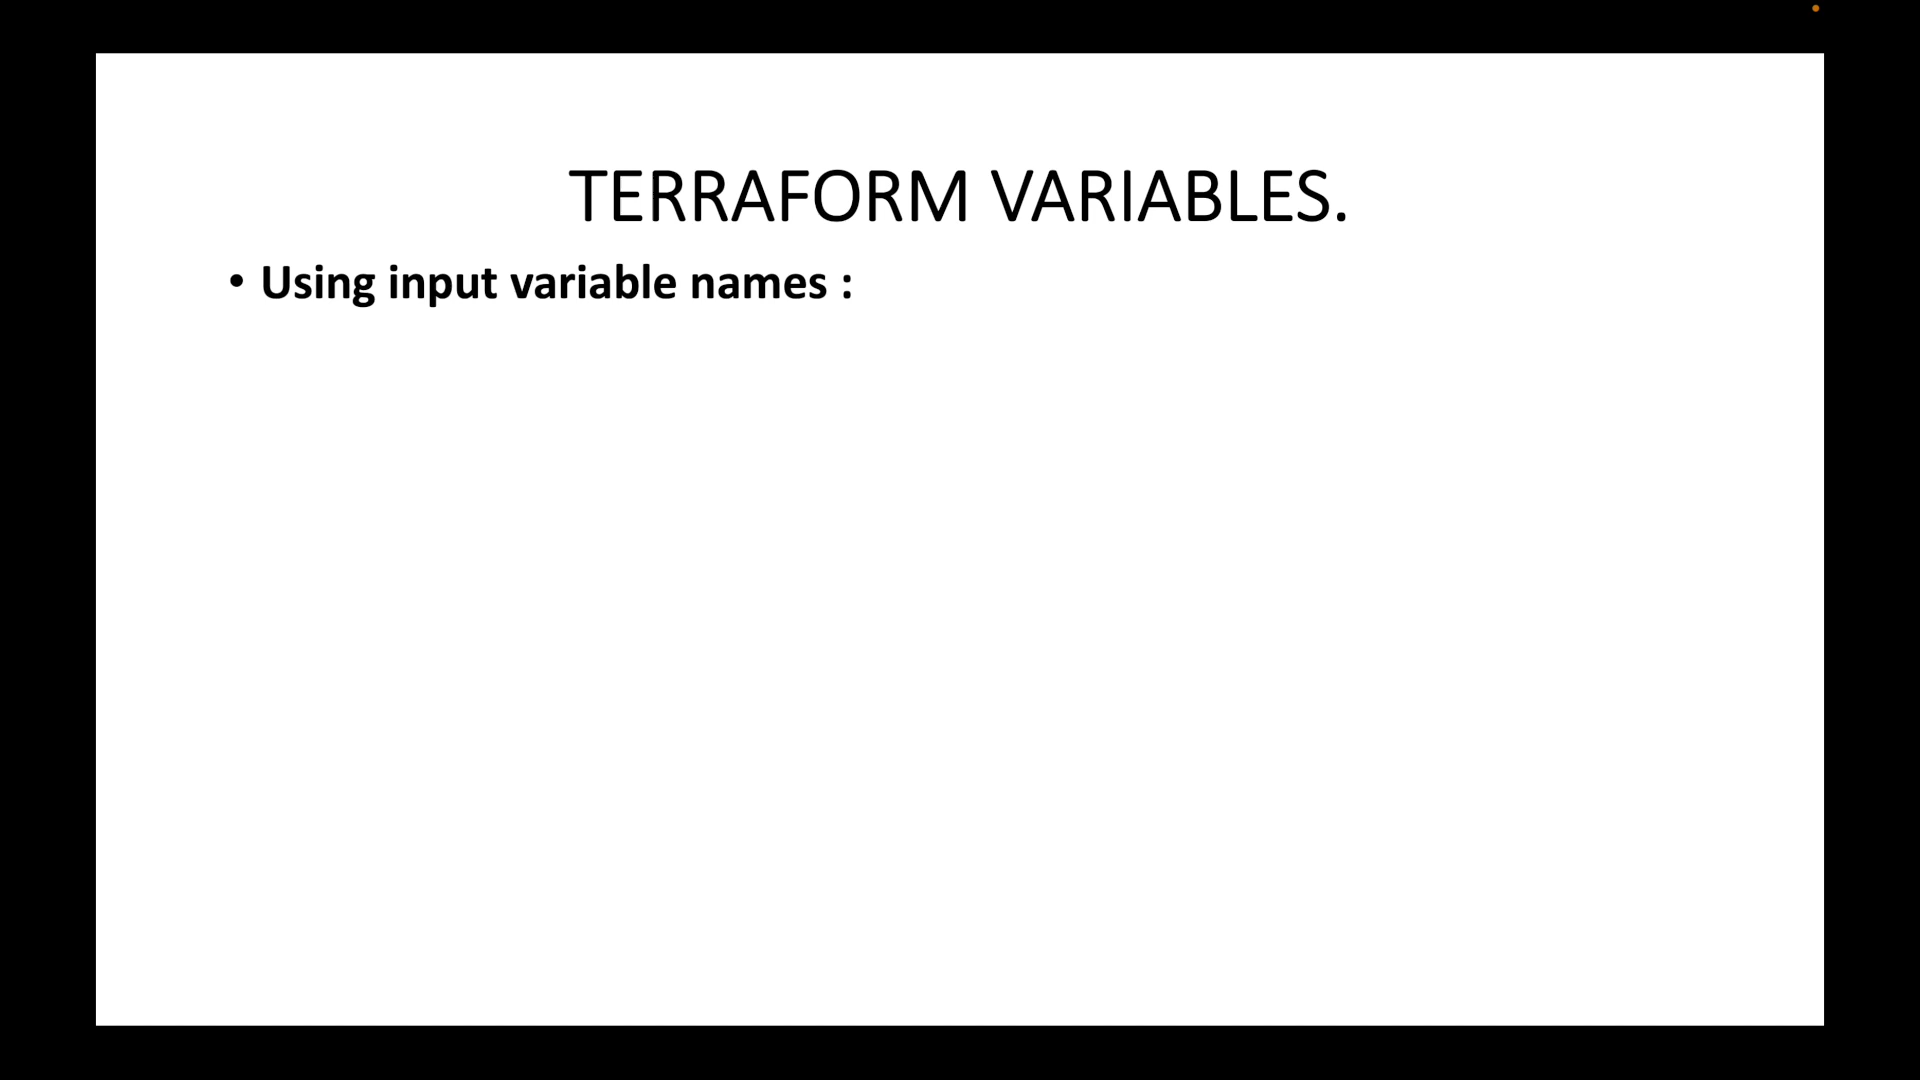 TERRAFORM VARIABLES.
• Using input variable names :